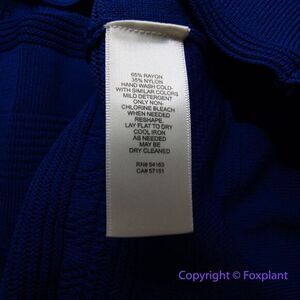 65% RAYON
35% NYLON
HAND WASH COLD-
WITH SIMILAR COLORS
MILD DETERGENT
ONLY NON-
CHLORINE BLEACH
WHEN NEEDED
RESHAPE,
LAY FLAT TO DRY
COOL IRON
AS NEEDED
MAY BE
DRY CLEANED
RN# 94163
CA# 57151
Copyright © Foxplant